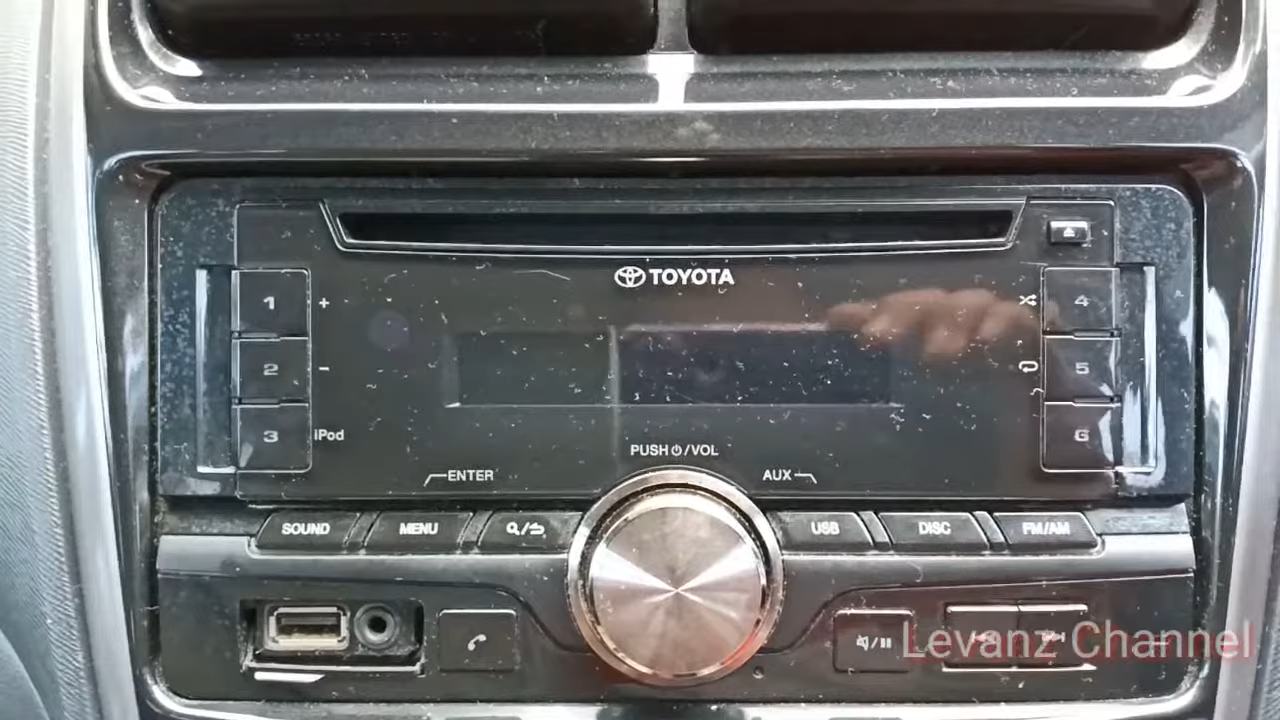 TOYOTA
1 +
4
2 −
5
3 iPod
6
PUSH ⏻/VOL
ENTER
AUX
SOUND
MENU
USB
DISC
FM/AM
Levanz Channel